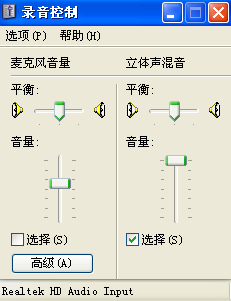 录音控制
选项(P) 帮助(H)
麦克风音量
平衡:
音量:
选择(S)
高级(A)
立体声混音
平衡:
音量:
选择(S)
Realtek HD Audio Input